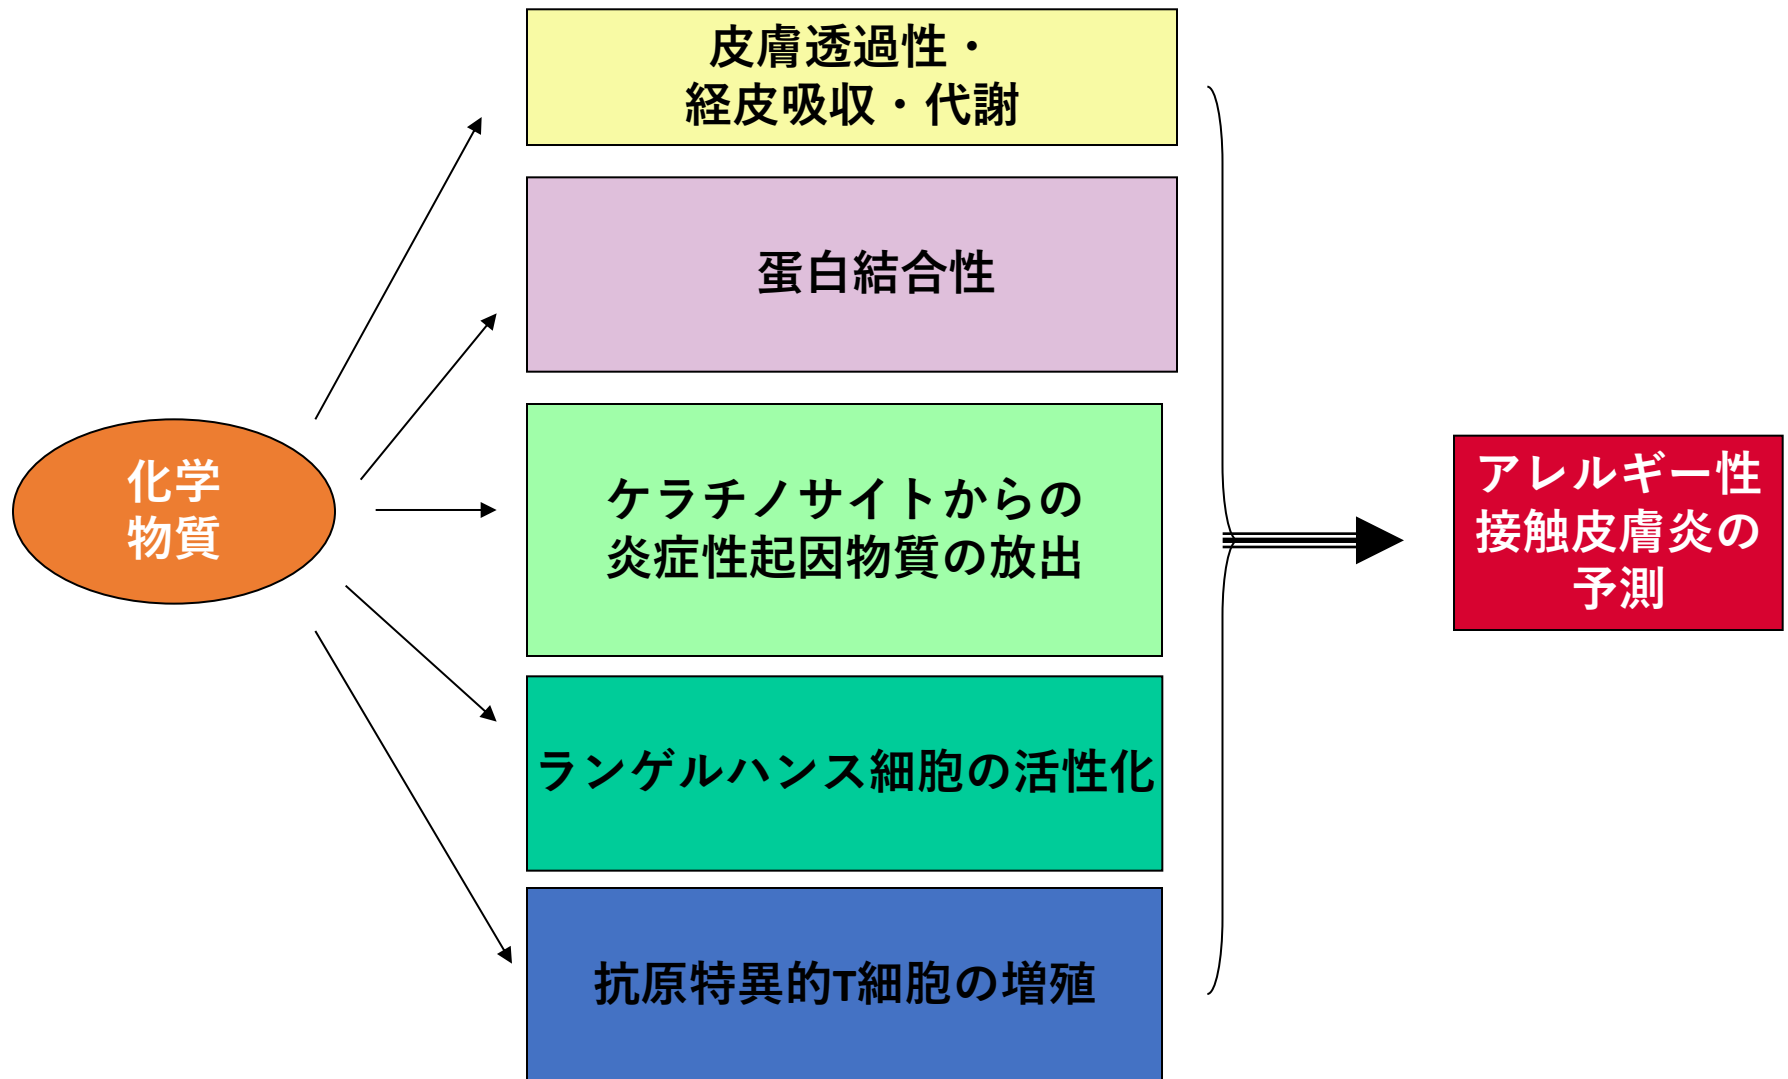 皮膚透過性・
経皮吸収・代謝
蛋白結合性
化学
物質
ケラチノサイトからの
炎症性起因物質の放出
アレルギー性
接触皮膚炎の
予測
ランゲルハンス細胞の活性化
抗原特異的T細胞の増殖